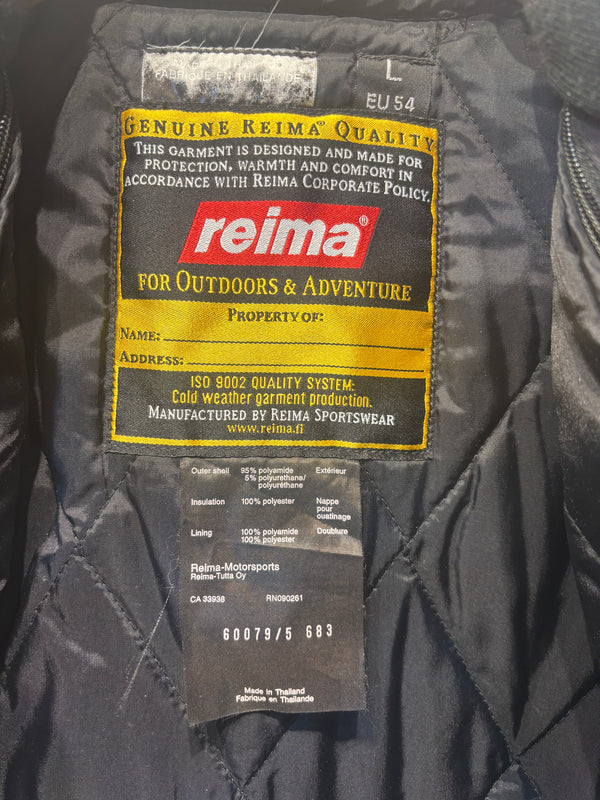 MADE IN THAILAND
FABRIQUE EN THAILANDE
L
EU 54
GENUINE REIMA® QUALITY
THIS GARMENT IS DESIGNED AND MADE FOR
PROTECTION, WARMTH AND COMFORT IN
ACCORDANCE WITH REIMA CORPORATE POLICY.
reima®
FOR OUTDOORS & ADVENTURE
PROPERTY OF:
NAME:
ADDRESS:
ISO 9002 QUALITY SYSTEM:
Cold weather garment production.
MANUFACTURED BY REIMA SPORTSWEAR
www.reima.fi
Outer shell 95% polyamide Extérieur
5% polyurethane/
polyuréthane
Insulation 100% polyester Nappe
pour
ouatinage
Lining 100% polyamide Doublure
100% polyester
Reima-Motorsports
Reima-Tutta Oy
CA 33938 RN090261
60079/5 683
Made in Thailand
Fabrique en Thaïlande